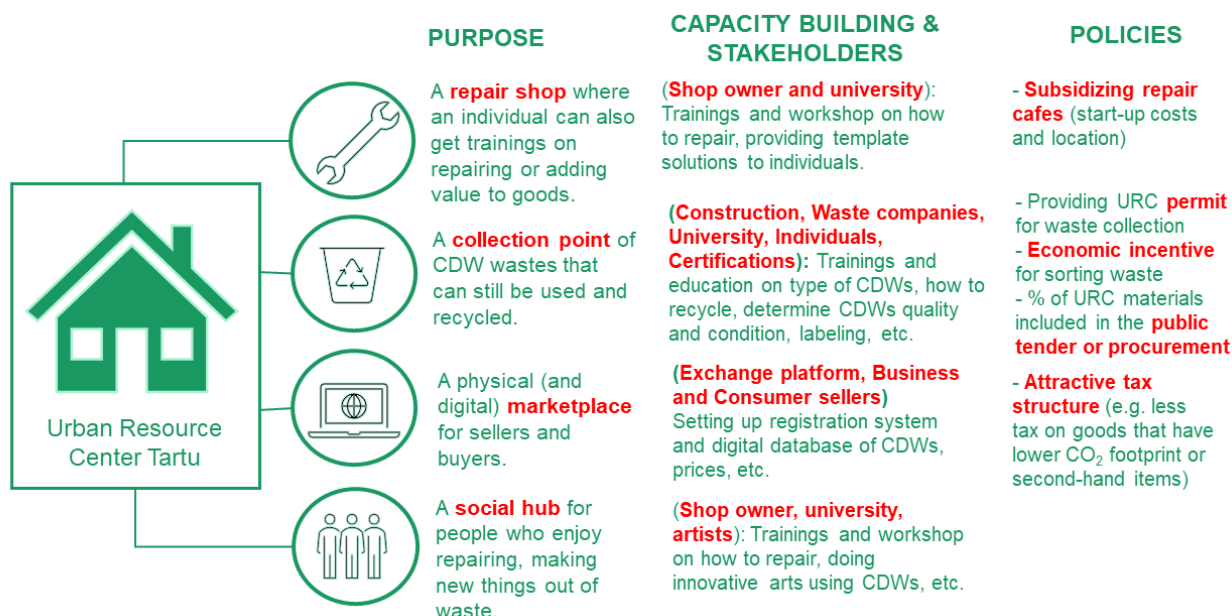 PURPOSE
CAPACITY BUILDING &
STAKEHOLDERS
POLICIES
A repair shop where
an individual can also
get trainings on
repairing or adding
value to goods.
(Shop owner and university):
Trainings and workshop on how
to repair, providing template
solutions to individuals.
- Subsidizing repair
cafes (start-up costs
and location)
A collection point of
CDW wastes that
can still be used and
recycled.
(Construction, Waste companies,
University, Individuals,
Certifications): Trainings and
education on type of CDWs, how to
recycle, determine CDWs quality
and condition, labeling, etc.
- Providing URC permit
for waste collection
- Economic incentive
for sorting waste
- % of URC materials
included in the public
tender or procurement
A physical (and
digital) marketplace
for sellers and
buyers.
(Exchange platform, Business
and Consumer sellers)
Setting up registration system
and digital database of CDWs,
prices, etc.
- Attractive tax
structure (e.g. less
tax on goods that have
lower CO₂ footprint or
second-hand items)
Urban Resource
Center Tartu
A social hub for
people who enjoy
repairing, making
new things out of
waste.
(Shop owner, university,
artists): Trainings and workshop
on how to repair, doing
innovative arts using CDWs, etc.